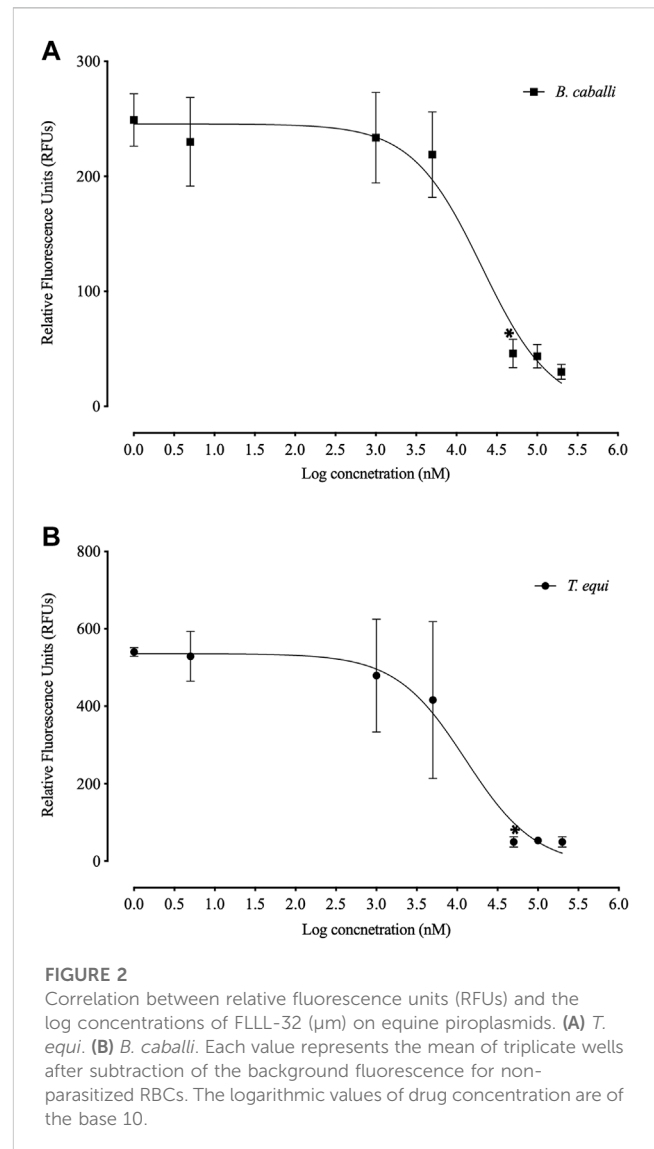 A
300
B. caballi
200
Relative Fluorescence Units (RFUs)
100
*
0
0.0 0.5 1.0 1.5 2.0 2.5 3.0 3.5 4.0 4.5 5.0 5.5 6.0
Log concnetration (nM)
B
800
T. equi
600
Relative Fluorescence Units (RFUs)
400
200
*
0
0.0 0.5 1.0 1.5 2.0 2.5 3.0 3.5 4.0 4.5 5.0 5.5 6.0
Log concnetration (nM)
FIGURE 2
Correlation between relative fluorescence units (RFUs) and the
log concentrations of FLLL-32 (μm) on equine piroplasmids. (A) T.
equi. (B) B. caballi. Each value represents the mean of triplicate wells
after subtraction of the background fluorescence for non-
parasitized RBCs. The logarithmic values of drug concentration are of
the base 10.